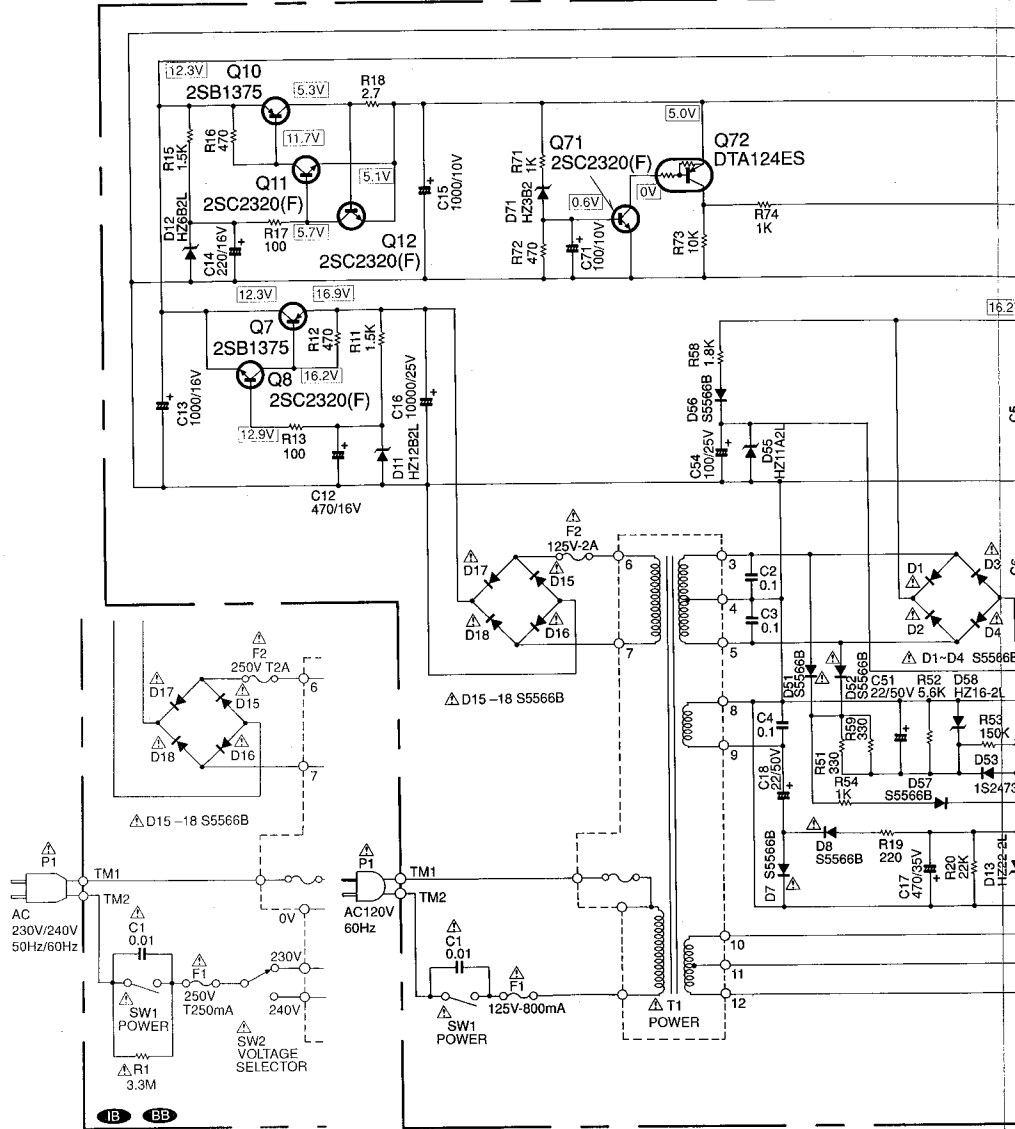 12.3V
Q10
2SB1375
5.3V
R18
2.7
R15
1.5K
R16
470
11.7V
Q11
2SC2320(F)
5.1V
D12
HZ6B2L
R17
100
5.7V
C14
220/16V
Q12
2SC2320(F)
C15
1000/10V
R71
1K
D71
HZ3B2
R72
470
Q71
2SC2320(F)
0.6V
C71
100/10V
0V
5.0V
Q72
DTA124ES
R73
10K
R74
1K
12.3V
16.9V
Q7
2SB1375
R12
470
R11
1.5K
Q8
16.2V
2SC2320(F)
C13
1000/16V
C16
10000/25V
12.9V
R13
100
D11
HZ12B2L
C12
470/16V
R58
1.8K
D56
S5566B
C54
100/25V
D55
HZ11A2L
16.2
C5
F2
125V-2A
D17
D15
D18
D16
6
7
3
4
5
8
9
10
11
12
C2
0.1
C3
0.1
C4
0.1
D1
D3
D2
D4
D1~D4 S5566B
D15 –18 S5566B
D51
S5566B
D52
S5566B
C51
22/50V
R52
5.6K
D58
HZ16-2L
R53
150K
D53
1S2473
R59
330
R51
330
R54
1K
D57
S5566B
C18
22/50V
D7 S5566B
D8
S5566B
R19
220
C17
470/35V
R20
22K
D13
HZ22-2L
F2
250V T2A
D17
D15
D18
D16
6
7
D15 –18 S5566B
P1
TM1
TM2
AC
230V/240V
50Hz/60Hz
0V
C1
0.01
SW1
POWER
F1
250V
T250mA
230V
240V
SW2
VOLTAGE
SELECTOR
R1
3.3M
P1
TM1
TM2
AC120V
60Hz
C1
0.01
SW1
POWER
F1
125V-800mA
T1
POWER
IB
BB